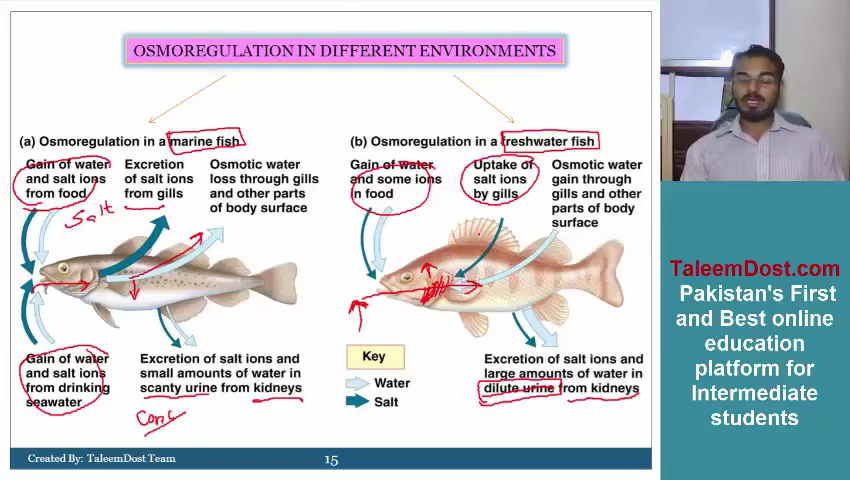 OSMOREGULATION IN DIFFERENT ENVIRONMENTS
(a) Osmoregulation in a marine fish
Gain of water
and salt ions
from food
Excretion
of salt ions
from gills
Osmotic water
loss through gills
and other parts
of body surface
Salt
Gain of water
and salt ions
from drinking
seawater
Excretion of salt ions and
small amounts of water in
scanty urine from kidneys
Conc
(b) Osmoregulation in a freshwater fish
Gain of water
and some ions
in food
Uptake of
salt ions
by gills
Osmotic water
gain through
gills and other
parts of body
surface
Key
Water
Salt
Excretion of salt ions and
large amounts of water in
dilute urine from kidneys
Created By: TaleemDost Team
15
TaleemDost.com
Pakistan's First
and Best online
education
platform for
Intermediate
students